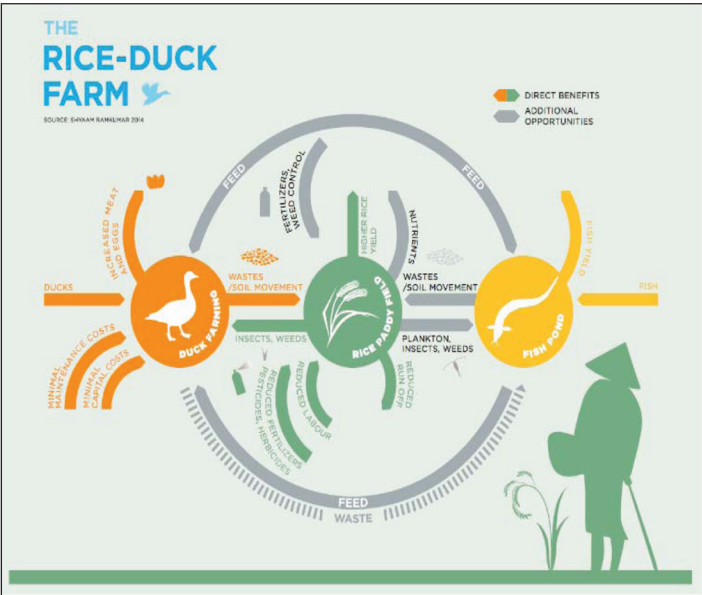 THE
RICE-DUCK
FARM
SOURCE: SHYAAM RAMKUMAR 2014
DIRECT BENEFITS
ADDITIONAL
OPPORTUNITIES
FEED
FEED
INCREASED MEAT
AND EGGS
FERTILIZERS,
WEED CONTROL
HIGHER RICE
YIELD
NUTRIENTS
FISH YIELD
DUCKS
WASTES
/SOIL MOVEMENT
WASTES
/SOIL MOVEMENT
FISH
DUCK FARMING
RICE PADDY FIELD
FISH POND
INSECTS, WEEDS
PLANKTON,
INSECTS, WEEDS
MINIMAL
MAINTENANCE COSTS
MINIMAL
CAPITAL COSTS
REDUCED FERTILIZERS
PESTICIDES, HERBICIDES
REDUCED LABOUR
REDUCED
RUN OFF
FEED
WASTE